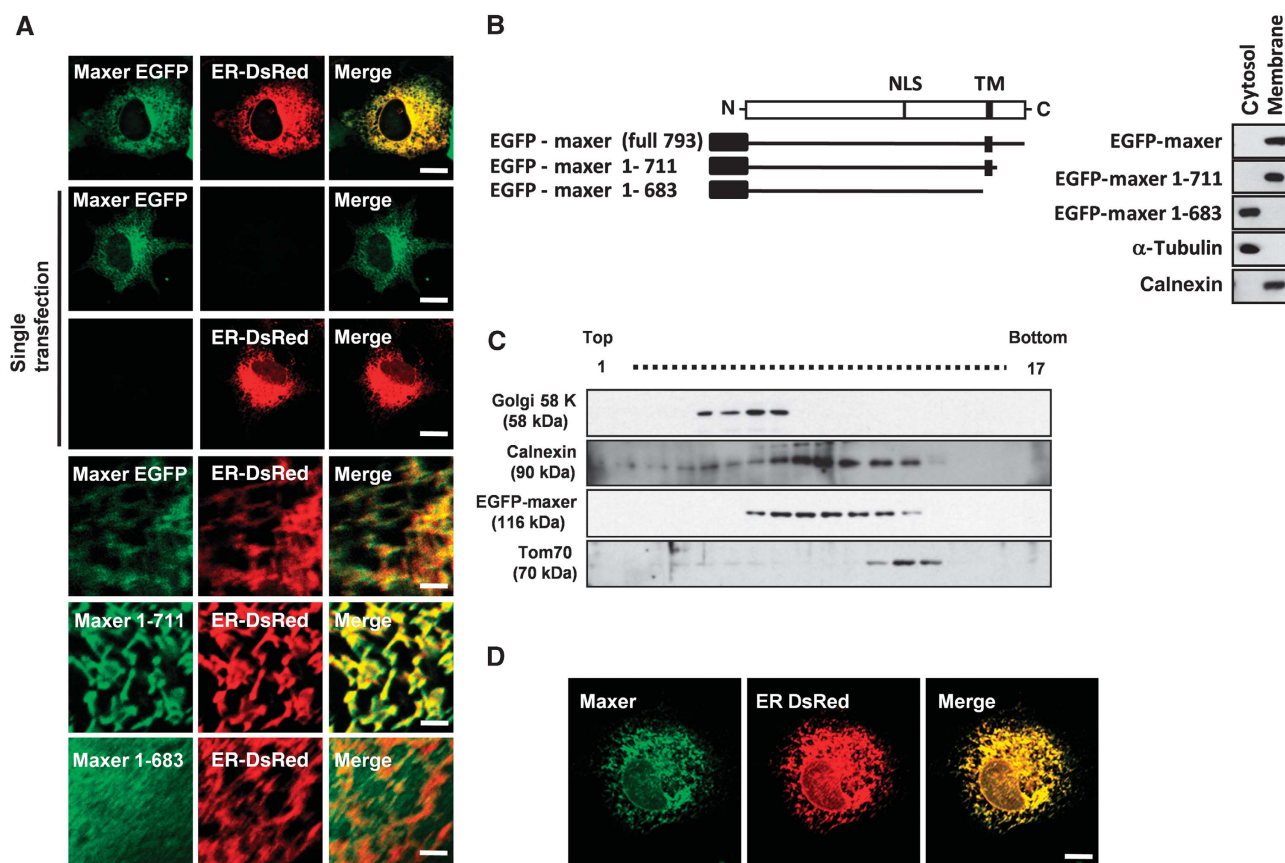 A
Maxer EGFP
ER-DsRed
Merge
Single transfection
Maxer EGFP
Merge
ER-DsRed
Merge
Maxer EGFP
ER-DsRed
Merge
Maxer 1-711
ER-DsRed
Merge
Maxer 1-683
ER-DsRed
Merge
B
NLS
TM
N
C
EGFP - maxer (full 793)
EGFP - maxer 1- 711
EGFP - maxer 1- 683
Cytosol
Membrane
EGFP-maxer
EGFP-maxer 1-711
EGFP-maxer 1-683
α-Tubulin
Calnexin
C
Top
Bottom
1
17
Golgi 58 K
(58 kDa)
Calnexin
(90 kDa)
EGFP-maxer
(116 kDa)
Tom70
(70 kDa)
D
Maxer
ER DsRed
Merge